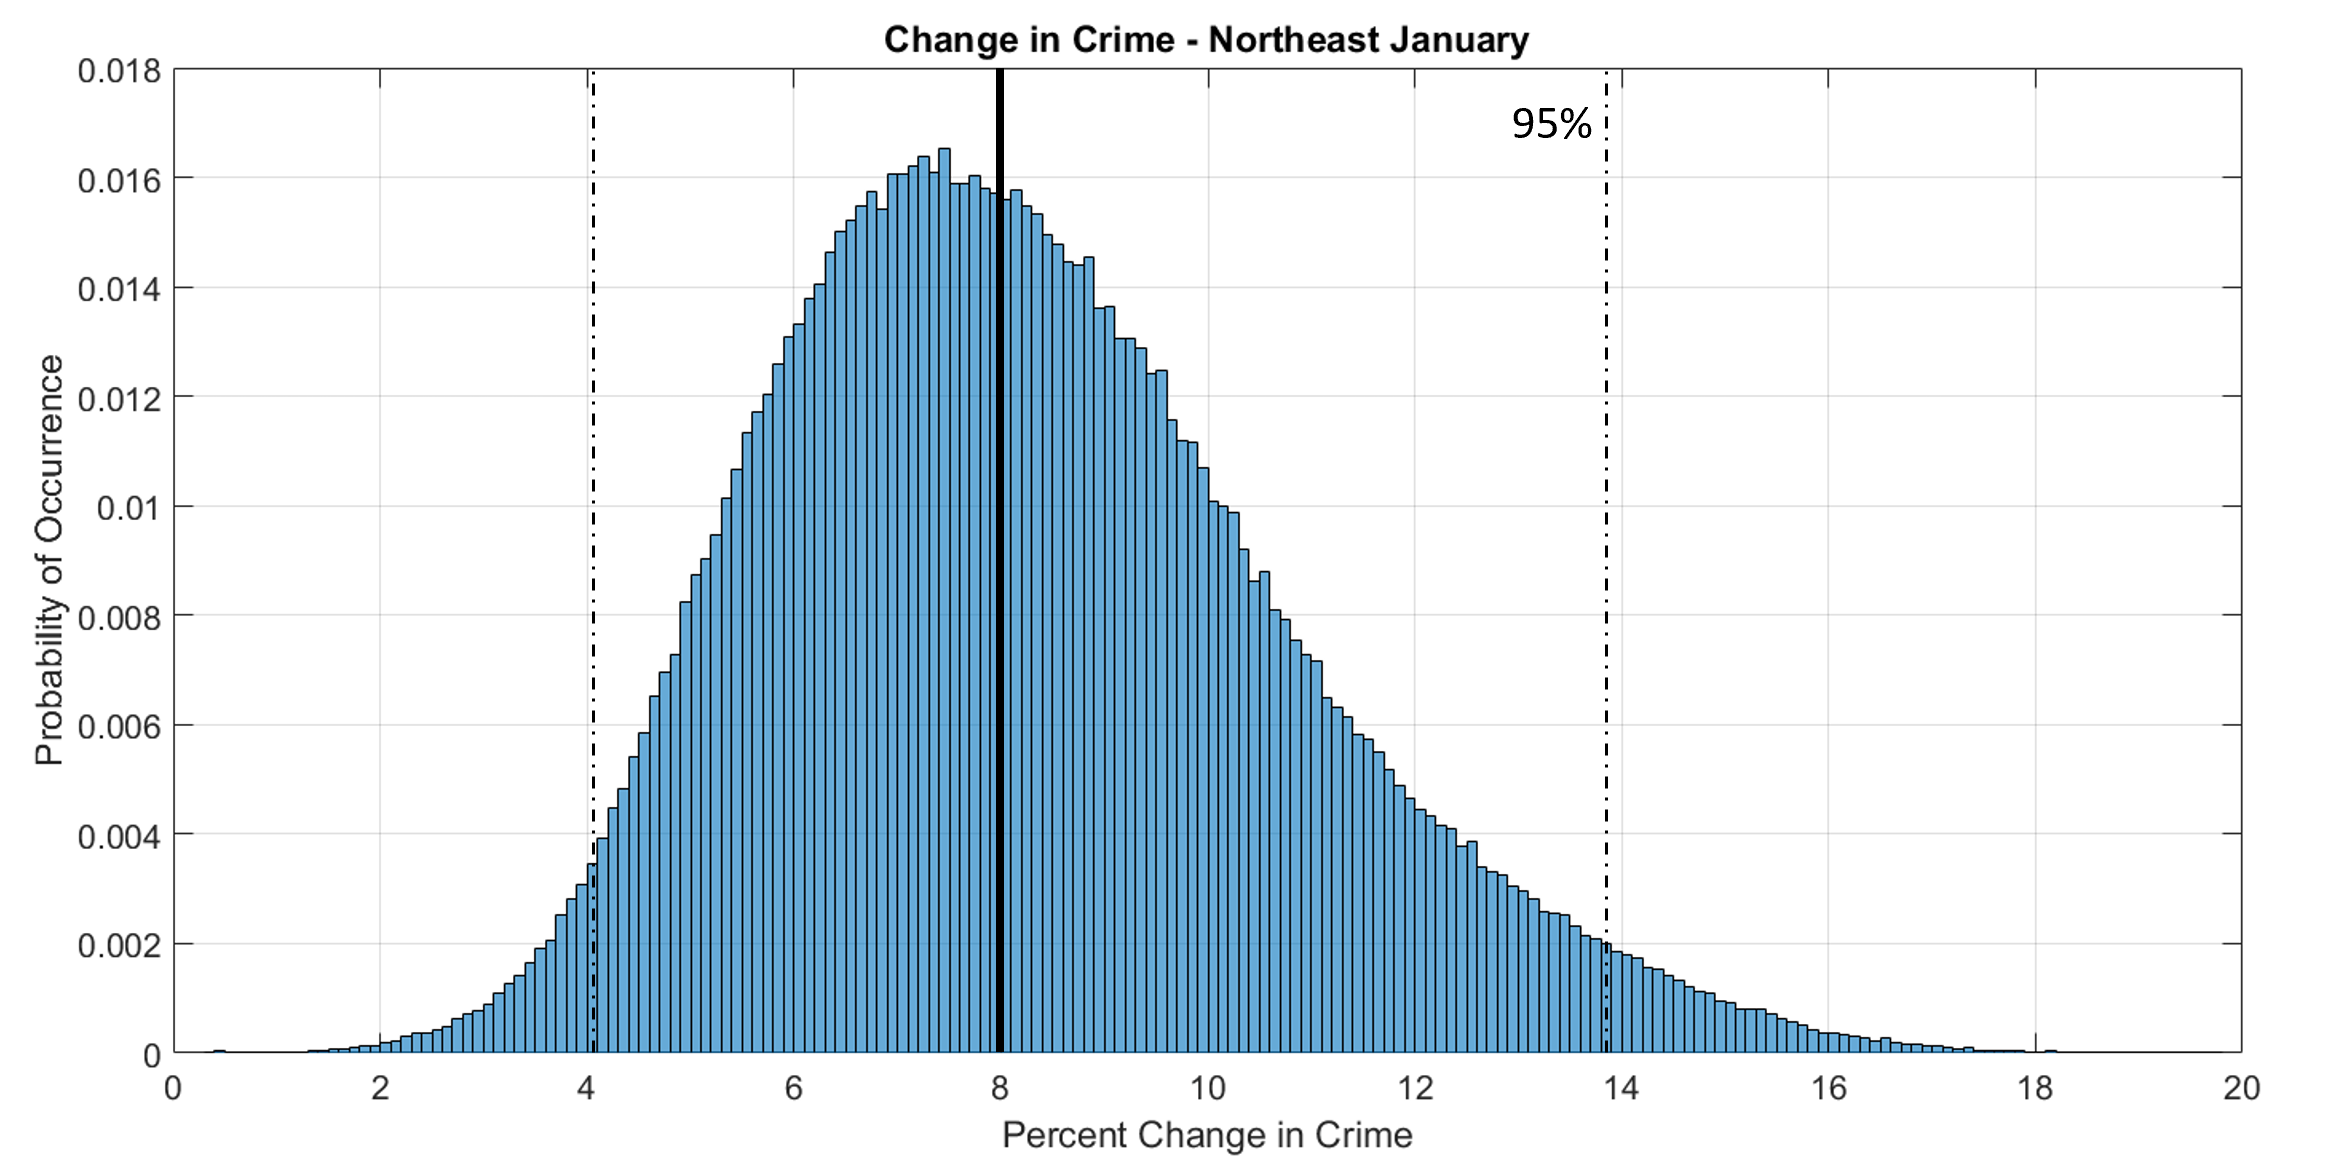 Change in Crime - Northeast January
95%
Probability of Occurrence
0.018
0.016
0.014
0.012
0.01
0.008
0.006
0.004
0.002
0
0 2 4 6 8 10 12 14 16 18 20
Percent Change in Crime